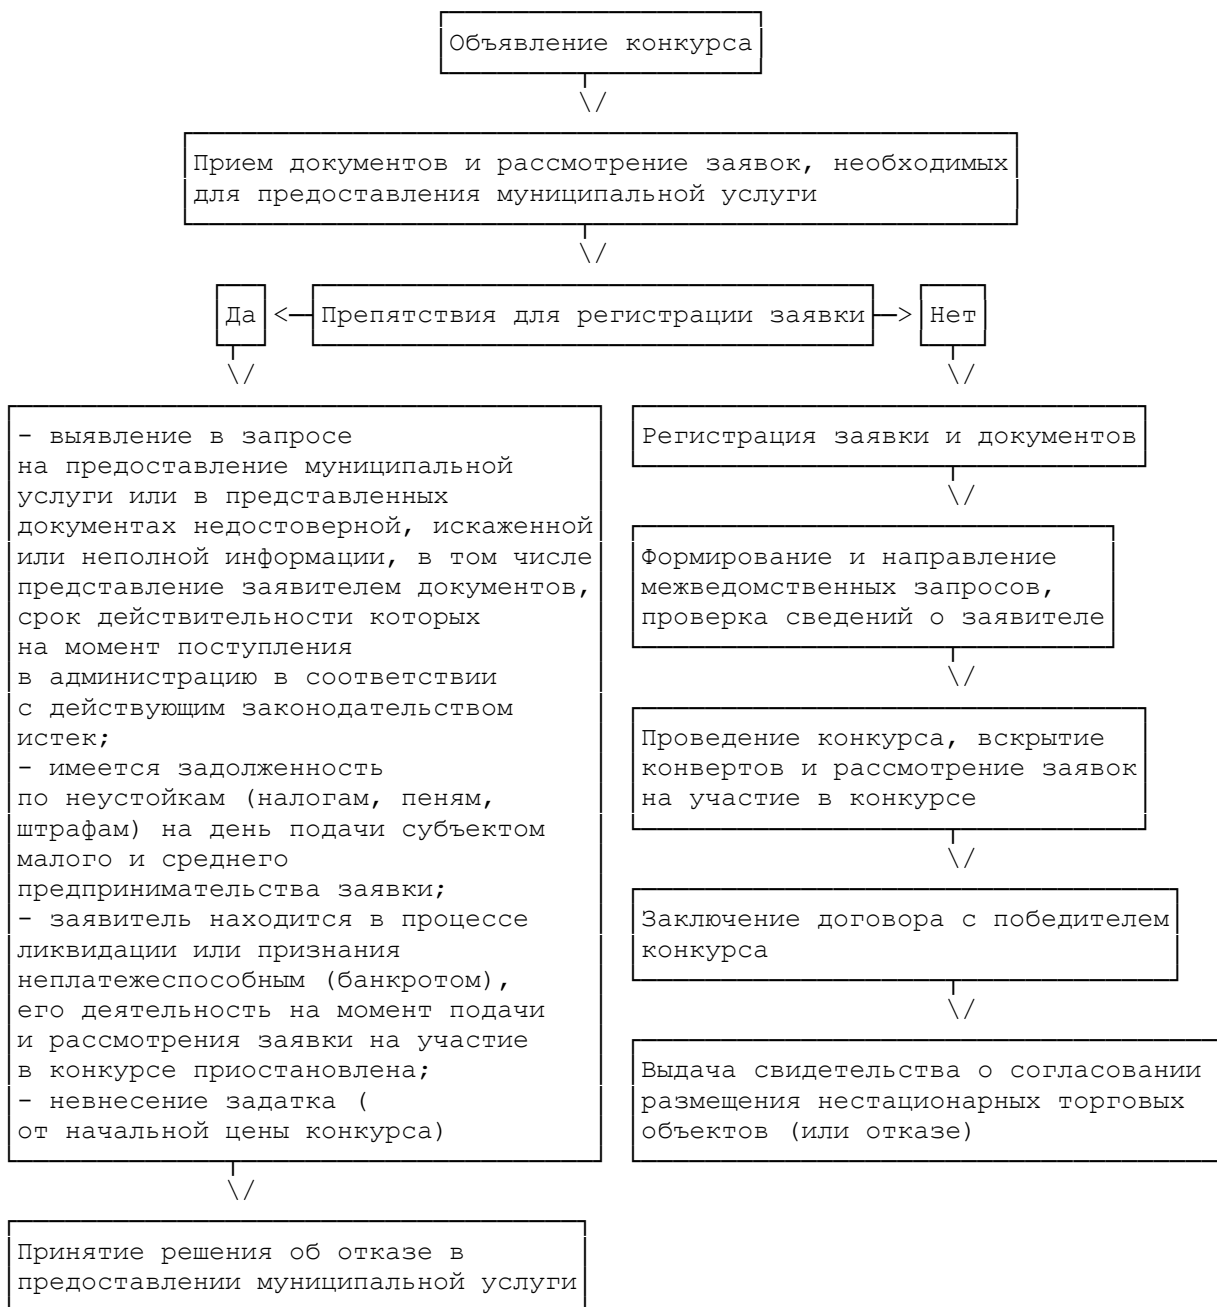 Объявление конкурса
\/
Прием документов и рассмотрение заявок, необходимых
для предоставления муниципальной услуги
\/
Да <─ Препятствия для регистрации заявки ─> Нет
\/ \/
- выявление в запросе
на предоставление муниципальной
услуги или в представленных
документах недостоверной, искаженной
или неполной информации, в том числе
представление заявителем документов,
срок действительности которых
на момент поступления
в администрацию в соответствии
с действующим законодательством
истек;
- имеется задолженность
по неустойкам (налогам, пеням,
штрафам) на день подачи субъектом
малого и среднего
предпринимательства заявки;
- заявитель находится в процессе
ликвидации или признания
неплатежеспособным (банкротом),
его деятельность на момент подачи
и рассмотрения заявки на участие
в конкурсе приостановлена;
- невнесение задатка (
от начальной цены конкурса)
\/
Принятие решения об отказе в
предоставлении муниципальной услуги
Регистрация заявки и документов
\/
Формирование и направление
межведомственных запросов,
проверка сведений о заявителе
\/
Проведение конкурса, вскрытие
конвертов и рассмотрение заявок
на участие в конкурсе
\/
Заключение договора с победителем
конкурса
\/
Выдача свидетельства о согласовании
размещения нестационарных торговых
объектов (или отказе)